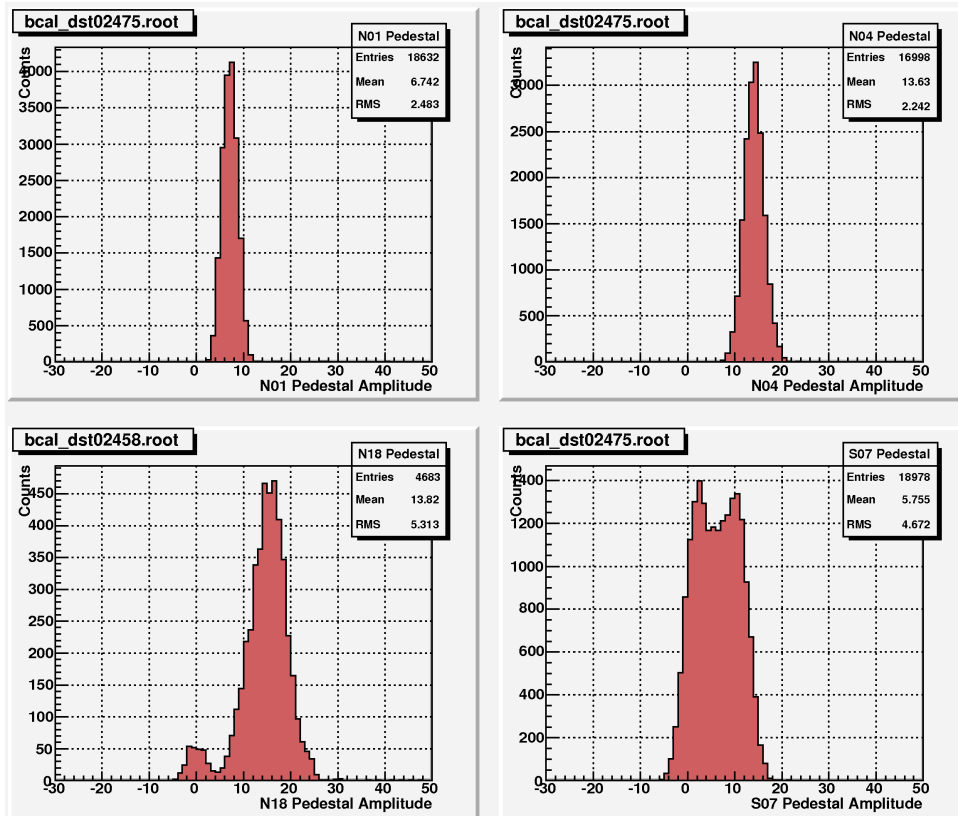 bcal_dst02475.root
N01 Pedestal
Entries 18632
Mean 6.742
RMS 2.483
Counts
4000
3500
3000
2500
2000
1500
1000
500
0
-30 -20 -10 0 10 20 30 40 50
N01 Pedestal Amplitude
bcal_dst02475.root
N04 Pedestal
Entries 16998
Mean 13.63
RMS 2.242
Counts
3000
2500
2000
1500
1000
500
0
-30 -20 -10 0 10 20 30 40 50
N04 Pedestal Amplitude
bcal_dst02458.root
N18 Pedestal
Entries 4683
Mean 13.82
RMS 5.313
Counts
450
400
350
300
250
200
150
100
50
0
-30 -20 -10 0 10 20 30 40 50
N18 Pedestal Amplitude
bcal_dst02475.root
S07 Pedestal
Entries 18978
Mean 5.755
RMS 4.672
Counts
1400
1200
1000
800
600
400
200
0
-30 -20 -10 0 10 20 30 40 50
S07 Pedestal Amplitude